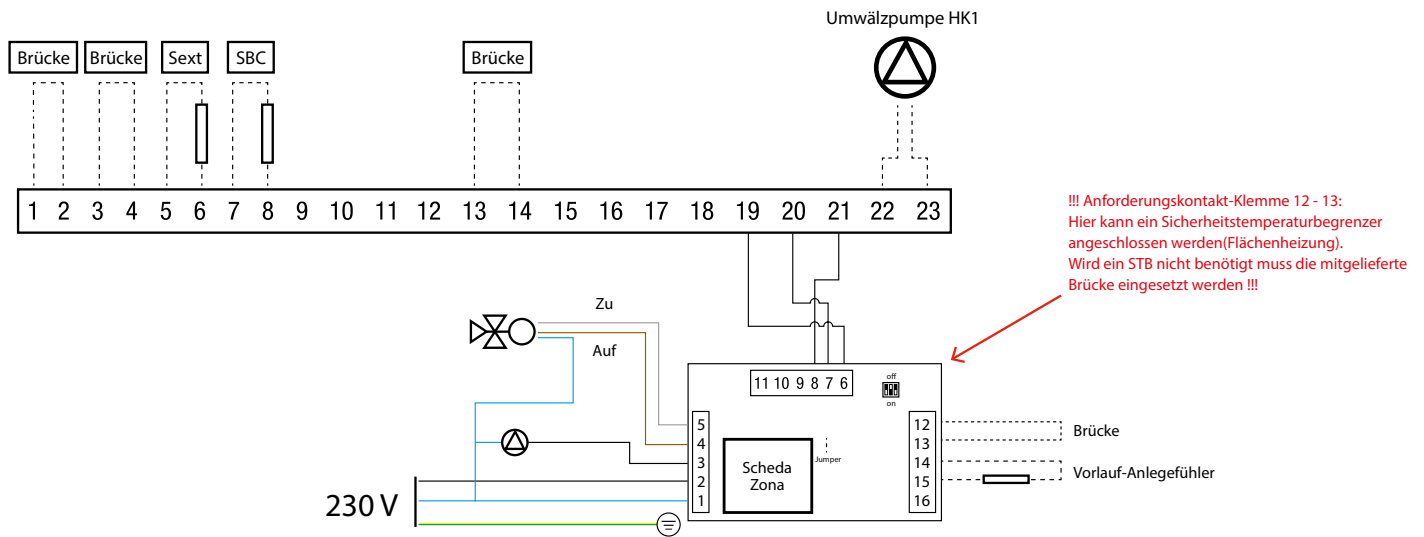 Umwälzpumpe HK1
Brücke Brücke Sext SBC Brücke
1 2 3 4 5 6 7 8 9 10 11 12 13 14 15 16 17 18 19 20 21 22 23
!!! Anforderungskontakt-Klemme 12 - 13:
Hier kann ein Sicherheitstemperaturbegrenzer
angeschlossen werden(Flächenheizung).
Wird ein STB nicht benötigt muss die mitgelieferte
Brücke eingesetzt werden !!!
Zu
Auf
11 10 9 8 7 6
off
on
5
4
3
2
1
Jumper
Scheda
Zona
12
13
14
15
16
Brücke
Vorlauf-Anlegefühler
230 V